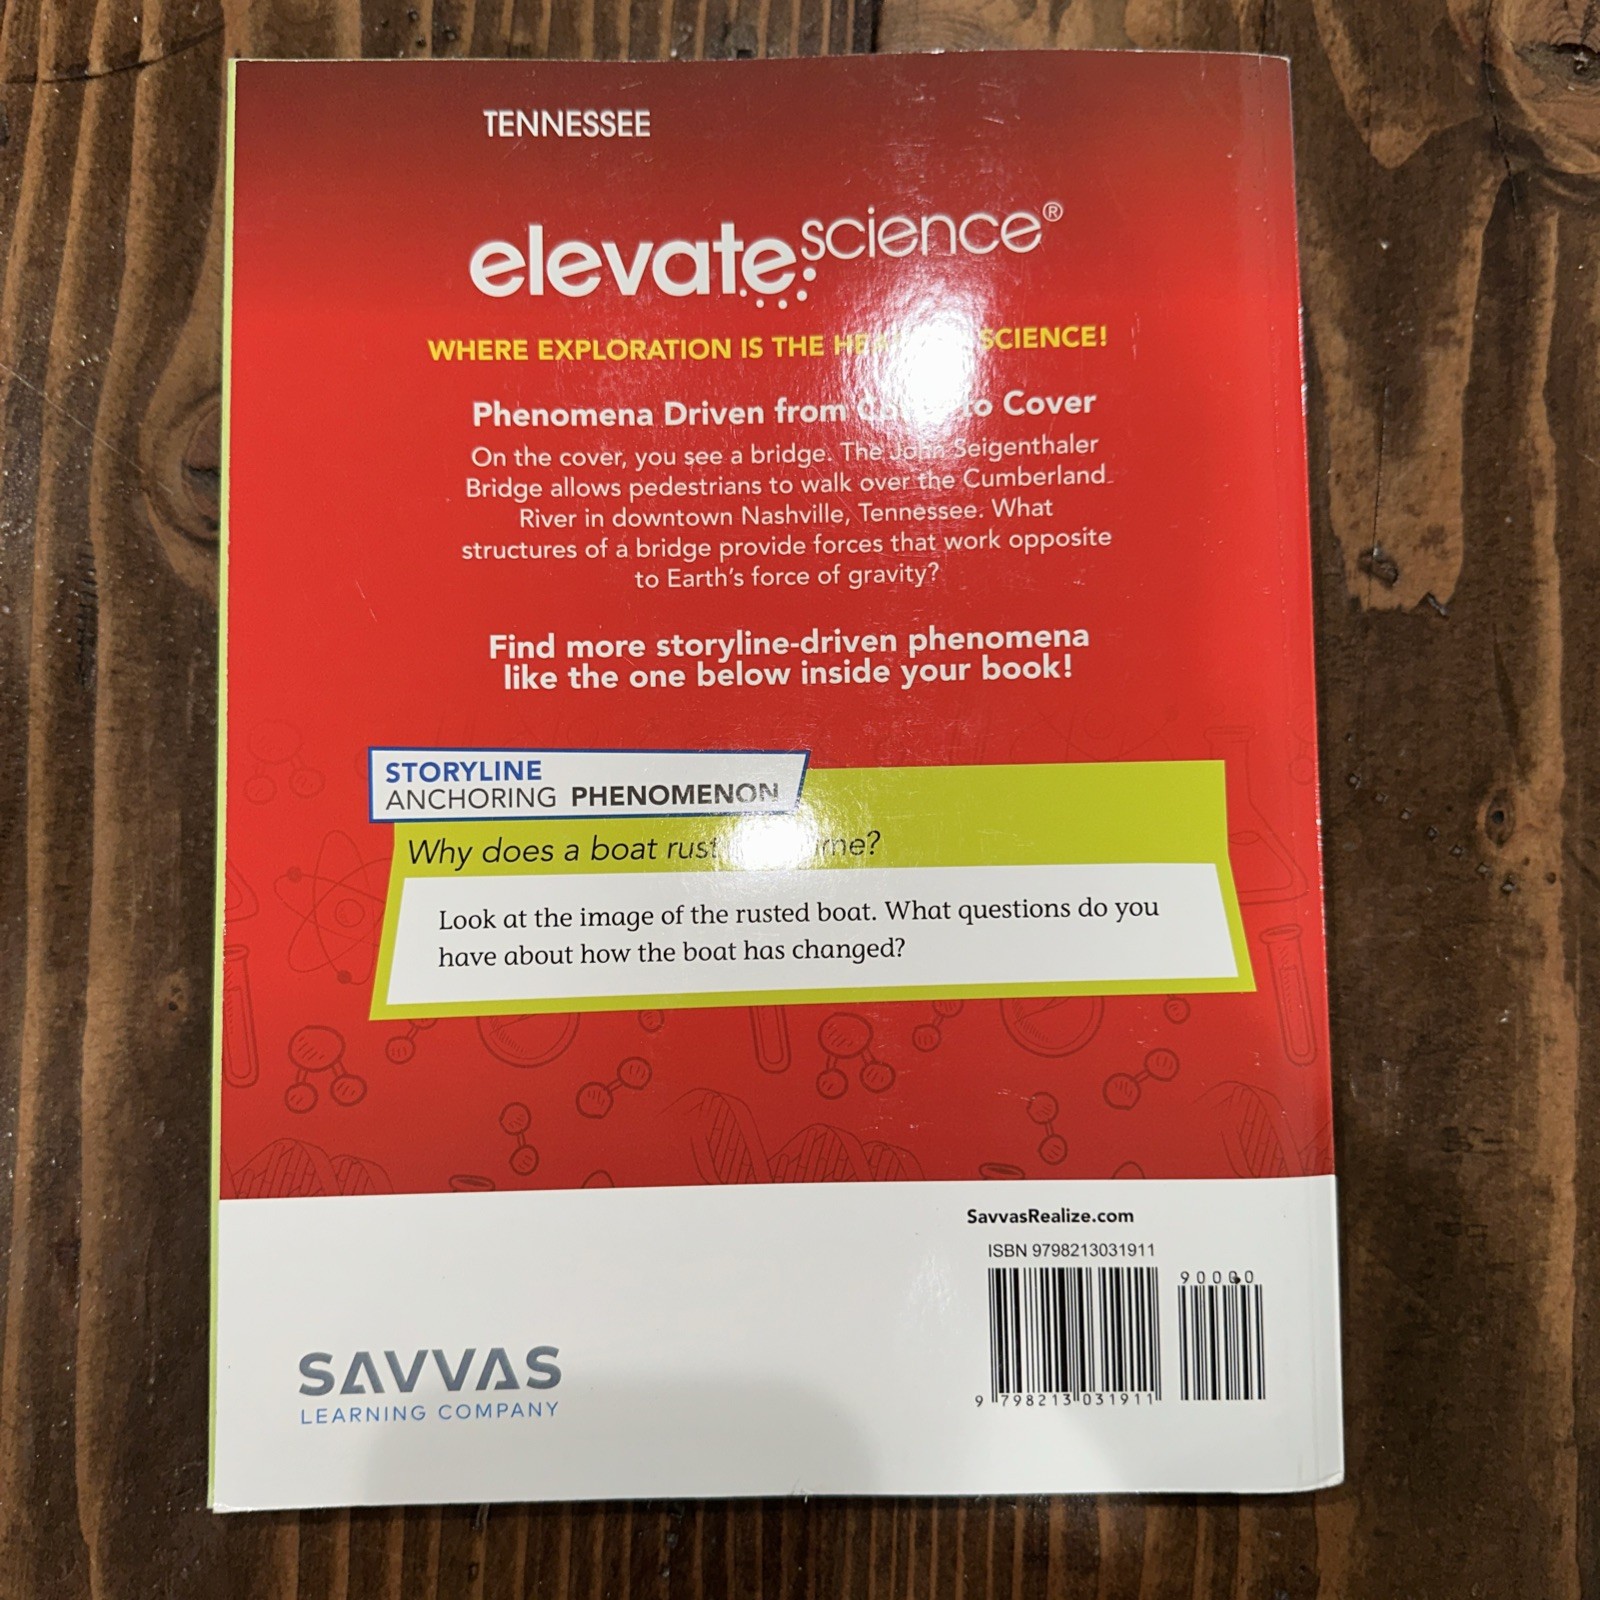 TENNESSEE
elevate science®
WHERE EXPLORATION IS THE SCIENCE!
Phenomena Driven from to Cover
On the cover, you see a bridge. The John Seigenthaler
Bridge allows pedestrians to walk over the Cumberland
River in downtown Nashville, Tennessee. What
structures of a bridge provide forces that work opposite
to Earth's force of gravity?
Find more storyline-driven phenomena
like the one below inside your book!
STORYLINE
ANCHORING PHENOMENON
Why does a boat rust
Look at the image of the rusted boat. What questions do you
have about how the boat has changed?
SavvasRealize.com
ISBN 9798213031911
90000
9 798213 031911
SAVVAS
LEARNING COMPANY